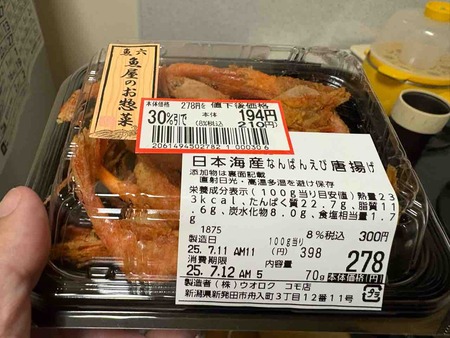 魚六
魚屋のお惣菜
本体価格 278円を 値下後価格
30%引で 本体 194円
(8%税込 210円)
2061494502782 000306
日本海産なんばんえび唐揚げ
添加物は裏面記載
直射日光・高温多湿を避け保存
栄養成分表示(100g当り目安値)熱量23
3kcal、たんぱく質22.7g、脂質11
.6g、炭水化物8.0g、食塩相当量1.7
g
1875
8%税込 300円
製造日
25.7.11 AM11
100g当り
(円) 398
消費期限
25.7.12 AM 5
70g
本体価格(円)
278
プラ
製造者(株)ウオロク コモ店
新潟県新発田市舟入町3丁目12番11号